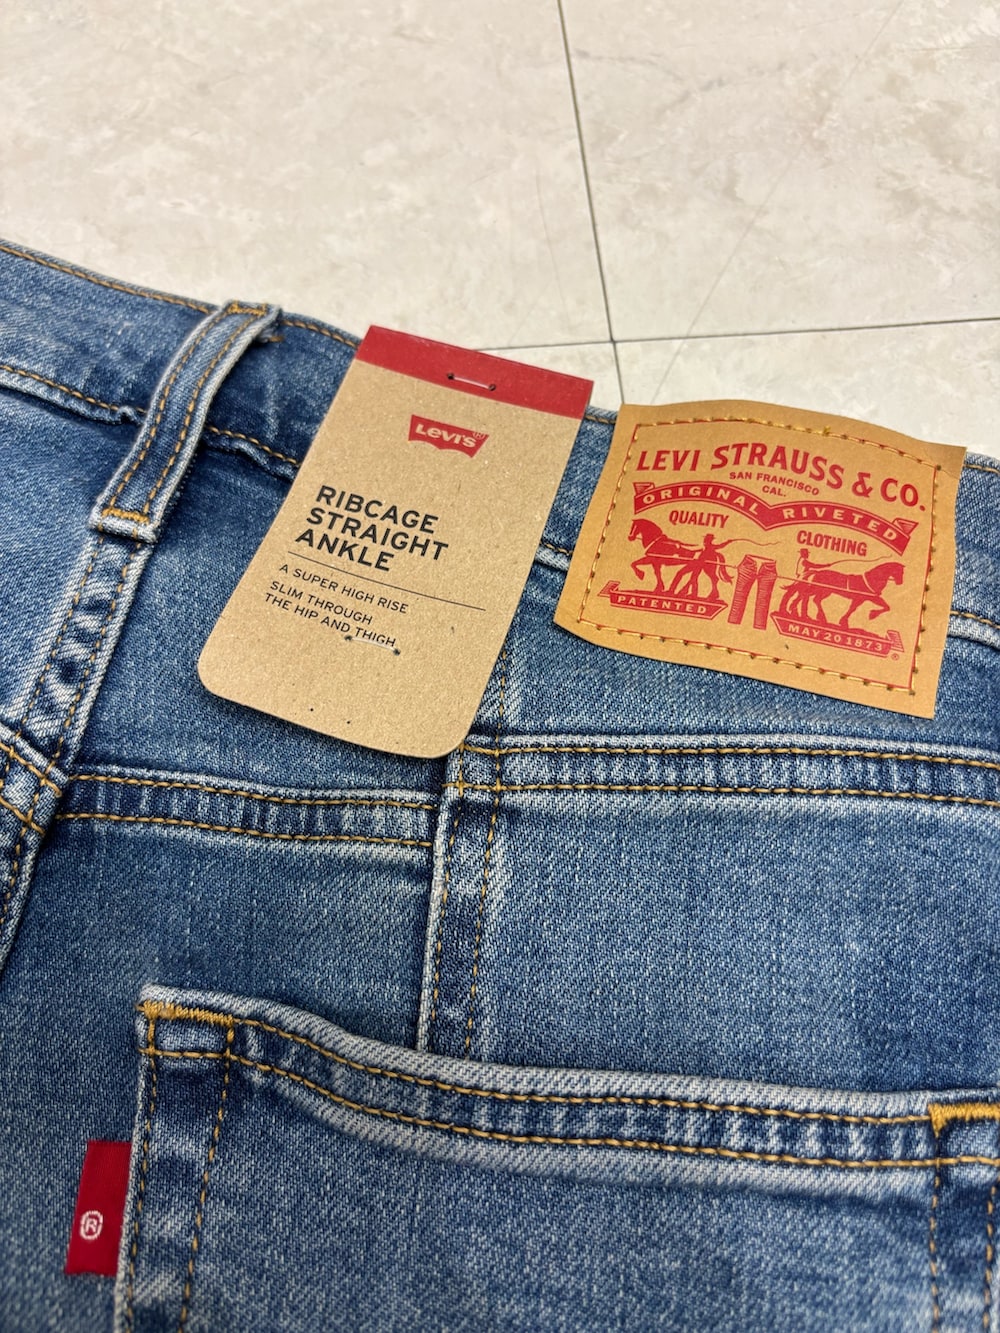 Levi's®
RIBCAGE
STRAIGHT
ANKLE
A SUPER HIGH RISE
SLIM THROUGH
THE HIP AND THIGH
LEVI STRAUSS & CO.
SAN FRANCISCO
CAL.
ORIGINAL RIVETED
QUALITY CLOTHING
PATENTED
MAY 20 1873
®
®